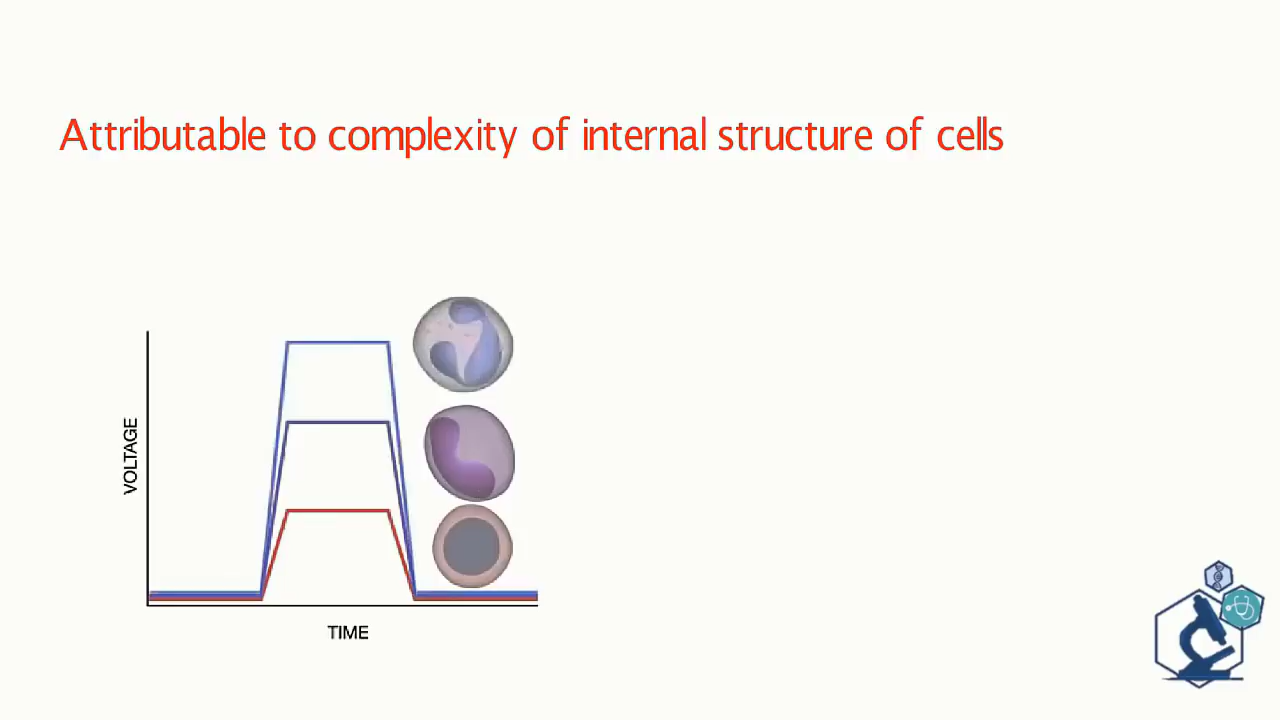 Attributable to complexity of internal structure of cells
VOLTAGE
TIME